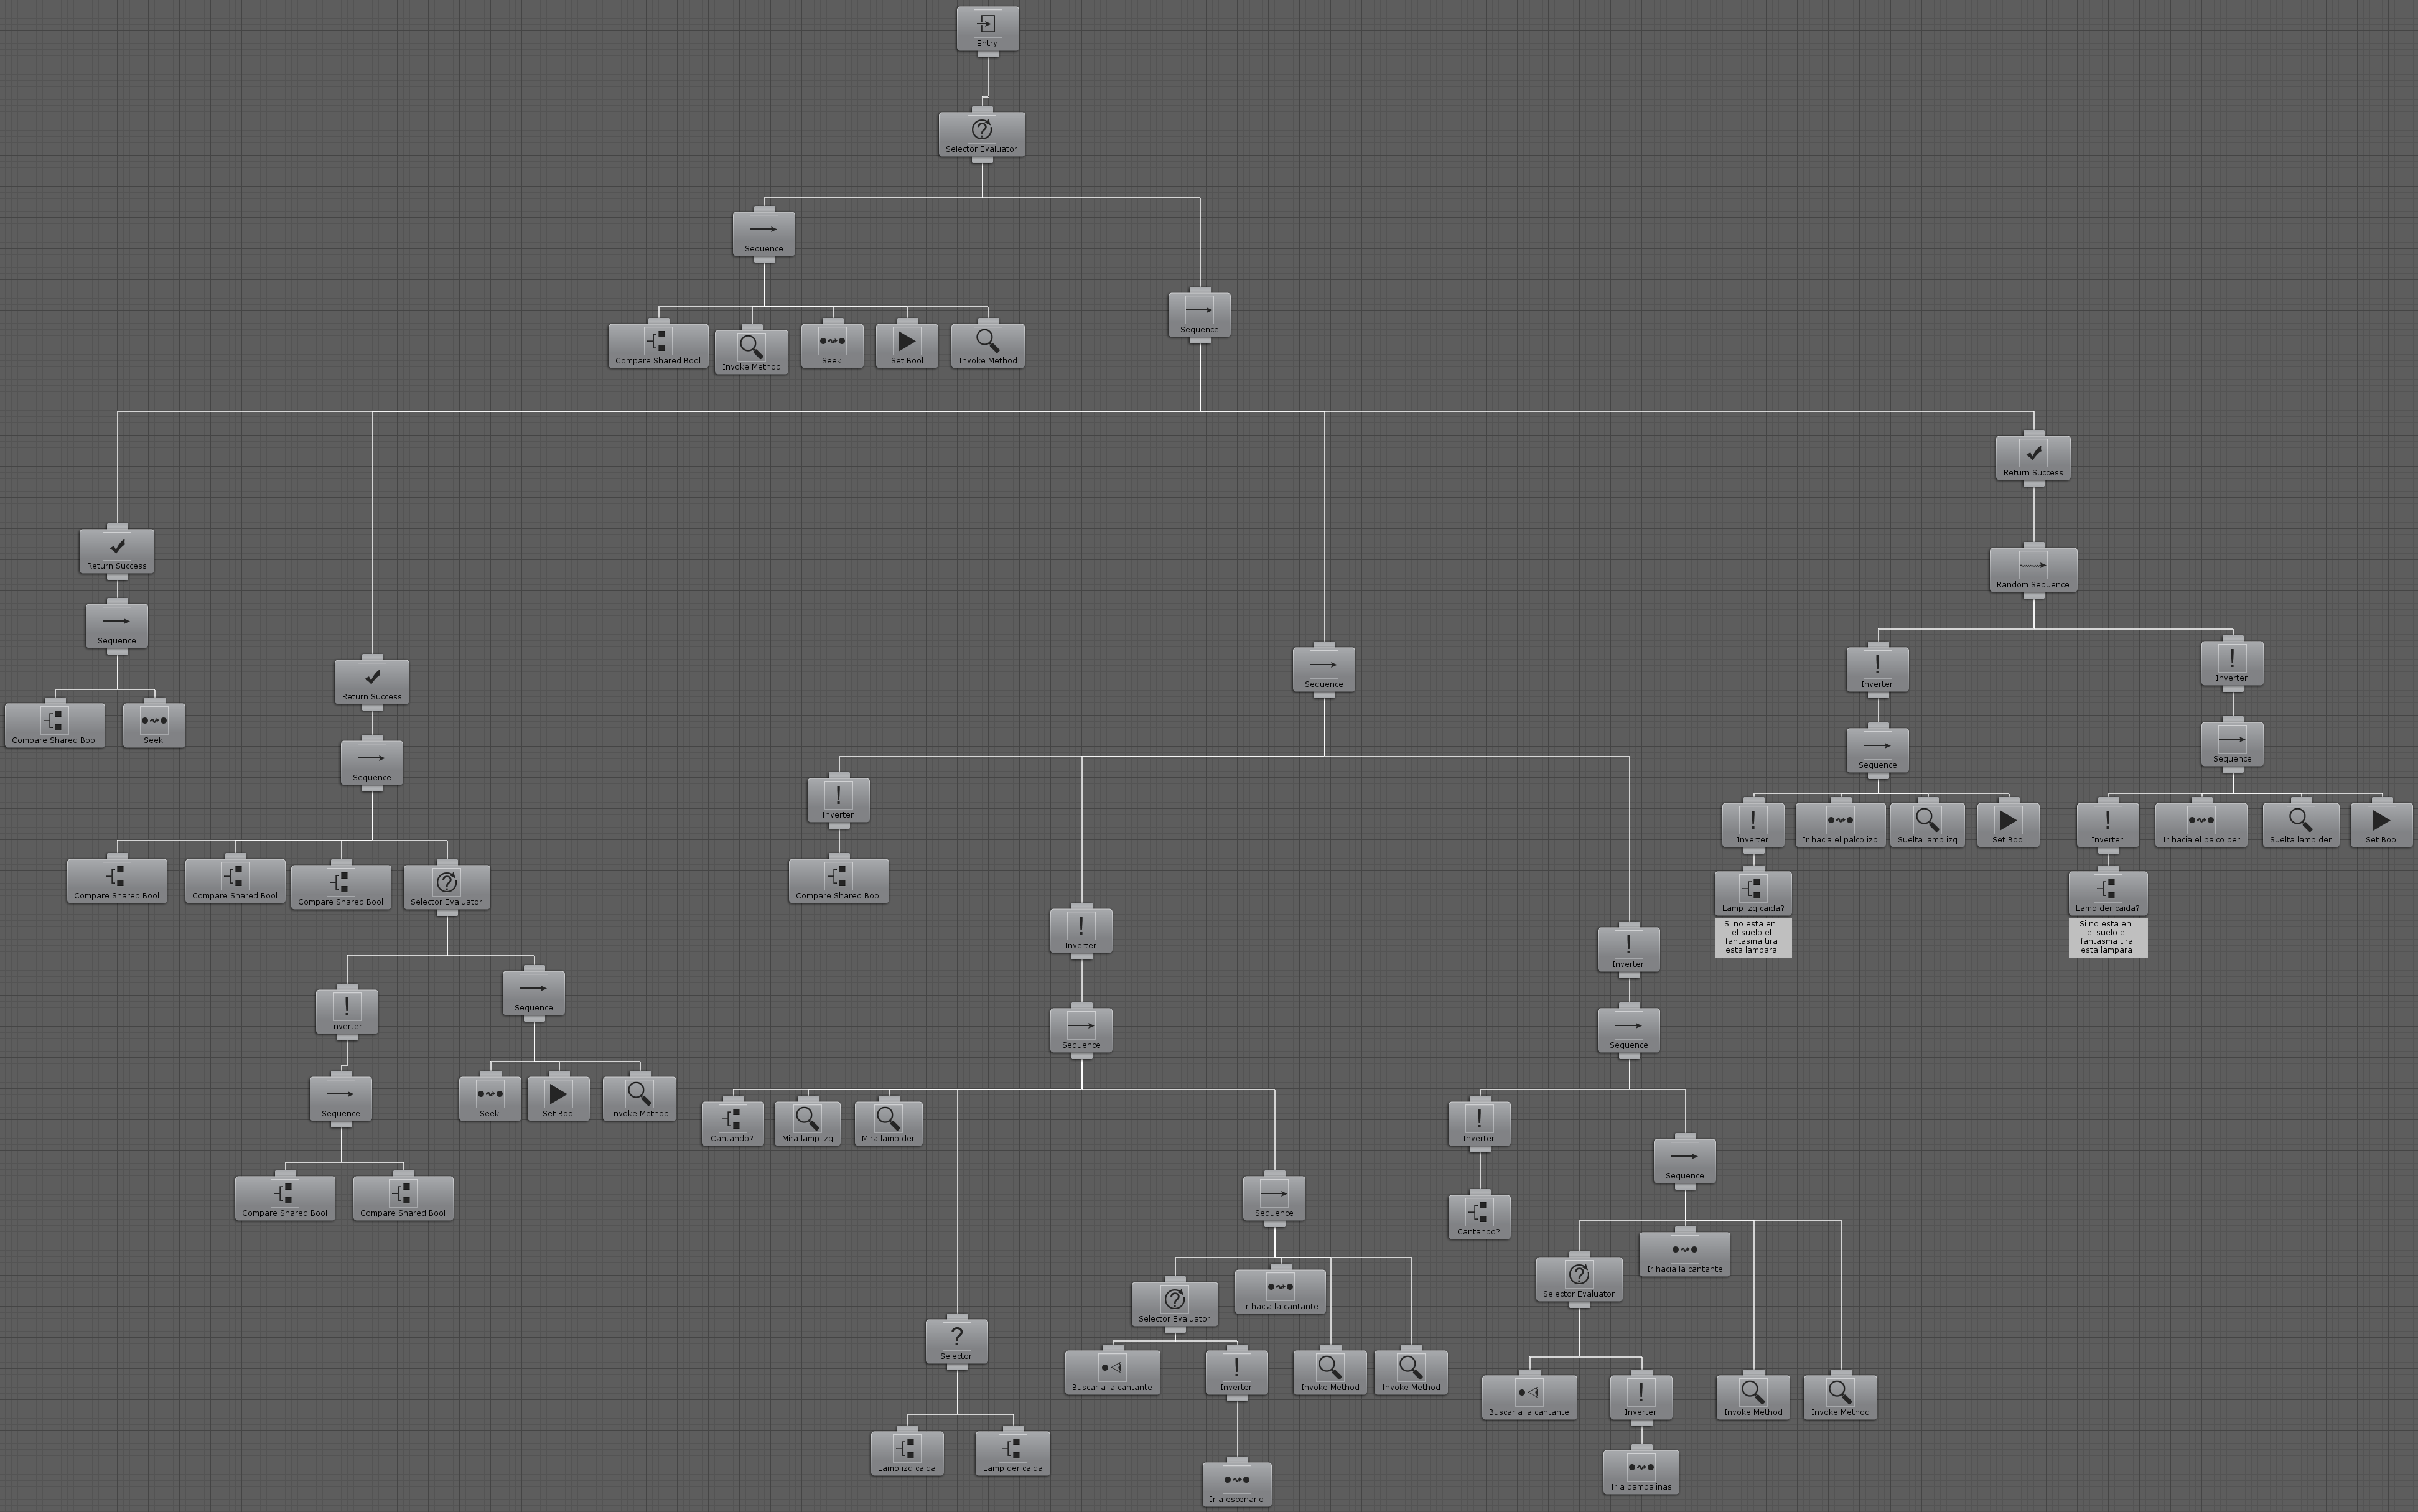 Entry
Selector Evaluator
Sequence
Sequence
Compare Shared Bool
Invoke Method
Seek
Set Bool
Invoke Method
Return Success
Return Success
Random Sequence
Sequence
Return Success
Sequence
Inverter
Inverter
Compare Shared Bool
Seek
Sequence
Sequence
Sequence
Inverter
Inverter
Ir hacia el palco izq
Suelta lamp izq
Set Bool
Inverter
Ir hacia el palco der
Suelta lamp der
Set Bool
Compare Shared Bool
Compare Shared Bool
Compare Shared Bool
Selector Evaluator
Compare Shared Bool
Lamp izq caida?
Lamp der caida?
Si no esta en
el suelo el
fantasma tira
esta lampara
Si no esta en
el suelo el
fantasma tira
esta lampara
Inverter
Inverter
Inverter
Sequence
Sequence
Sequence
Sequence
Seek
Set Bool
Invoke Method
Cantando?
Mira lamp izq
Mira lamp der
Inverter
Sequence
Compare Shared Bool
Compare Shared Bool
Sequence
Cantando?
Ir hacia la cantante
Selector Evaluator
Selector Evaluator
Ir hacia la cantante
Selector
Buscar a la cantante
Inverter
Invoke Method
Invoke Method
Buscar a la cantante
Inverter
Invoke Method
Invoke Method
Lamp izq caida
Lamp der caida
Ir a escenario
Ir a bambalinas